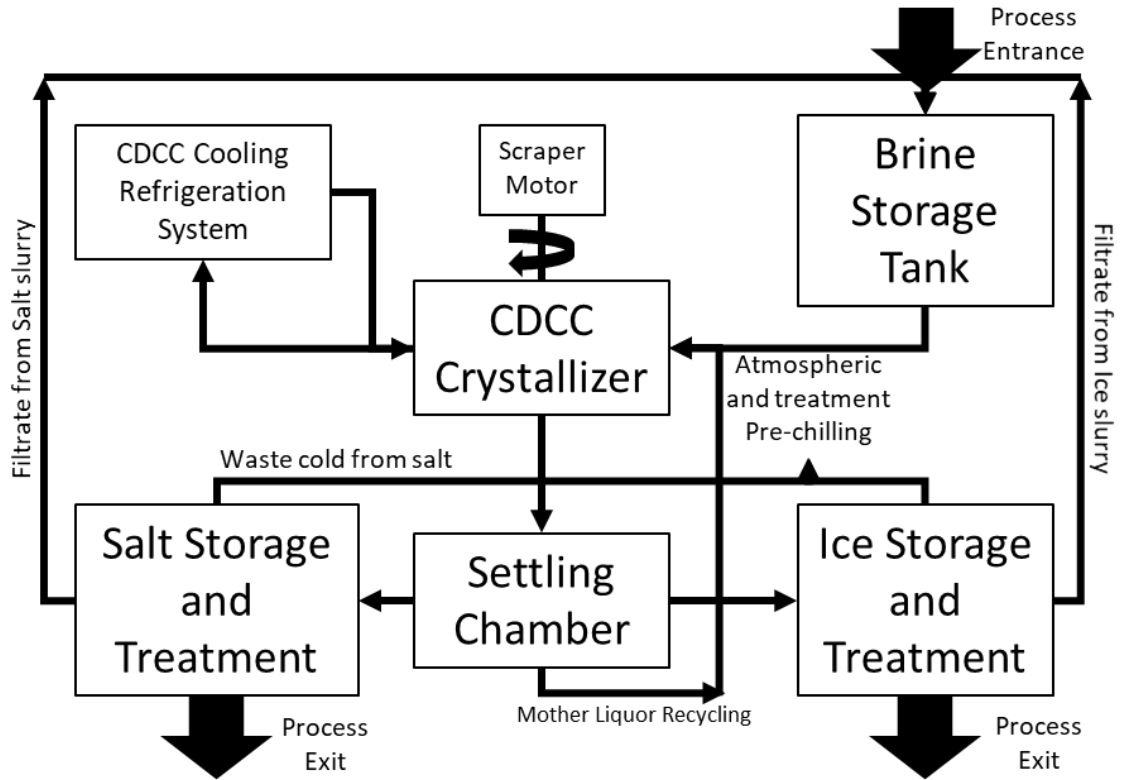 Process
Entrance
CDCC Cooling
Refrigeration
System
Scraper
Motor
Brine
Storage
Tank
Filtrate from Salt slurry
Filtrate from Ice slurry
CDCC
Crystallizer
Atmospheric
and treatment
Pre-chilling
Waste cold from salt
Salt Storage
and
Treatment
Settling
Chamber
Ice Storage
and
Treatment
Mother Liquor Recycling
Process
Exit
Process
Exit